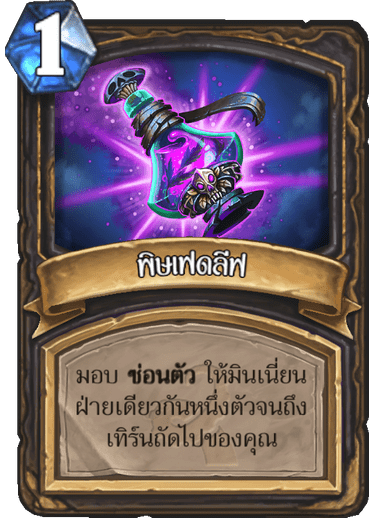 1
พิษเฟดลีฟ
มอบ ซ่อนตัว ให้มินเนี่ยน
ฝ่ายเดียวกันหนึ่งตัวจนถึง
เทิร์นถัดไปของคุณ